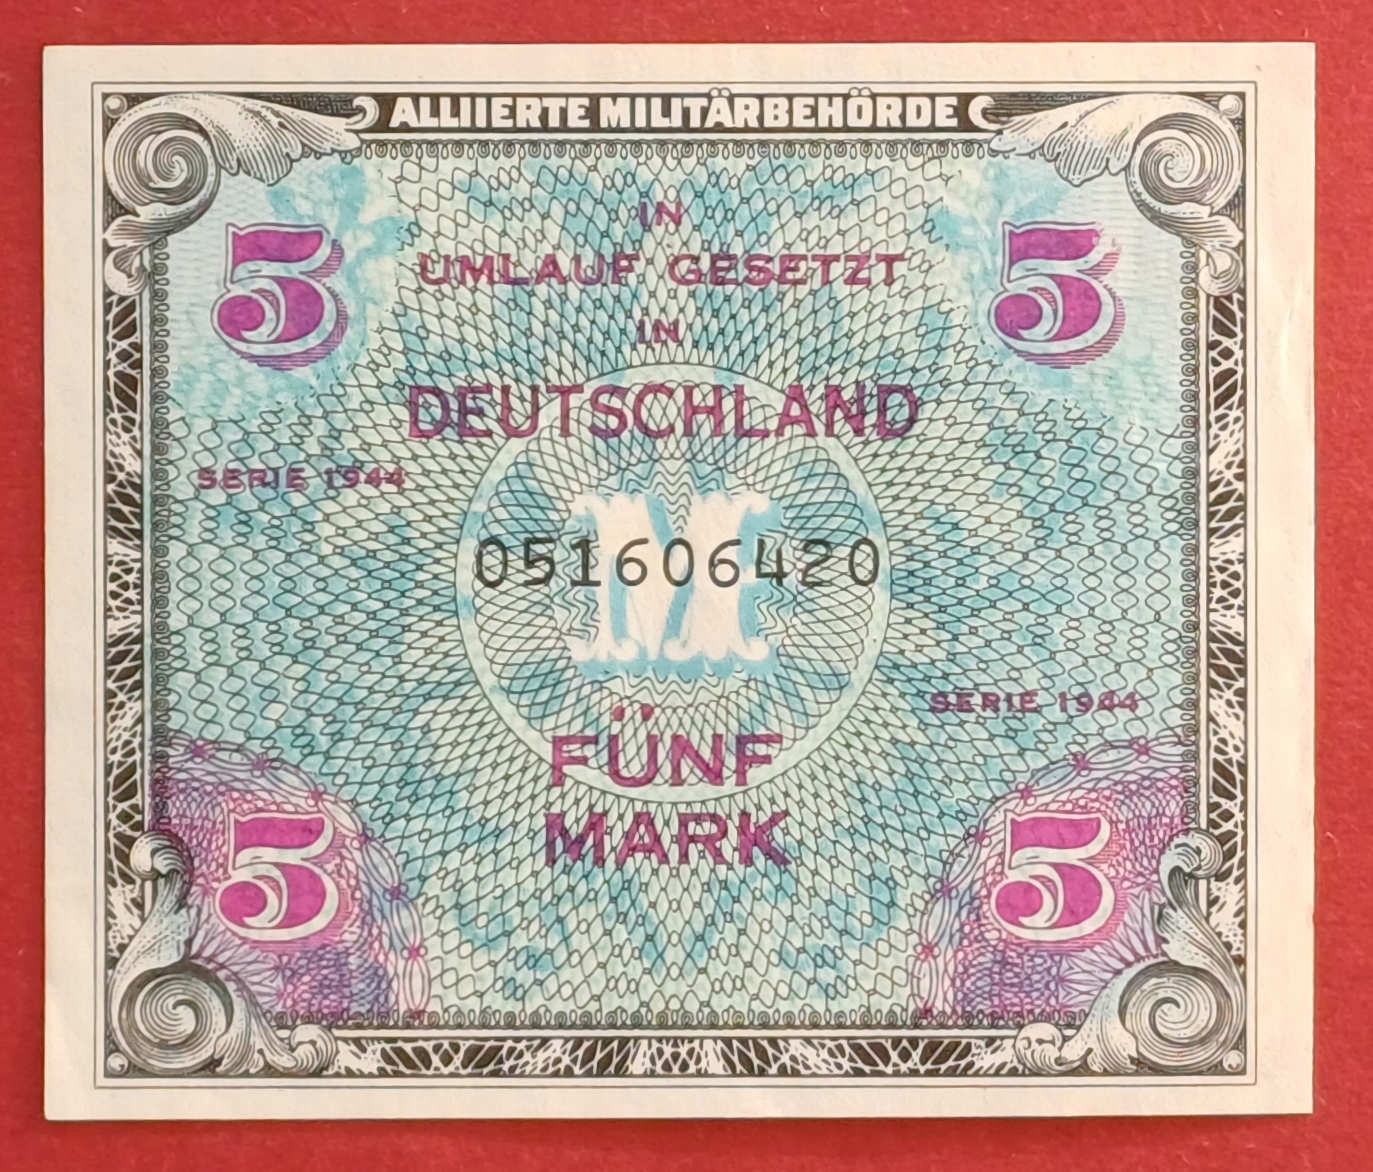 ALLIIERTE MILITÄRBEHÖRDE
5 5
IN
UMLAUF GESETZT
IN
DEUTSCHLAND
SERIE 1944
M
051606420
SERIE 1944
FÜNF
MARK
5 5